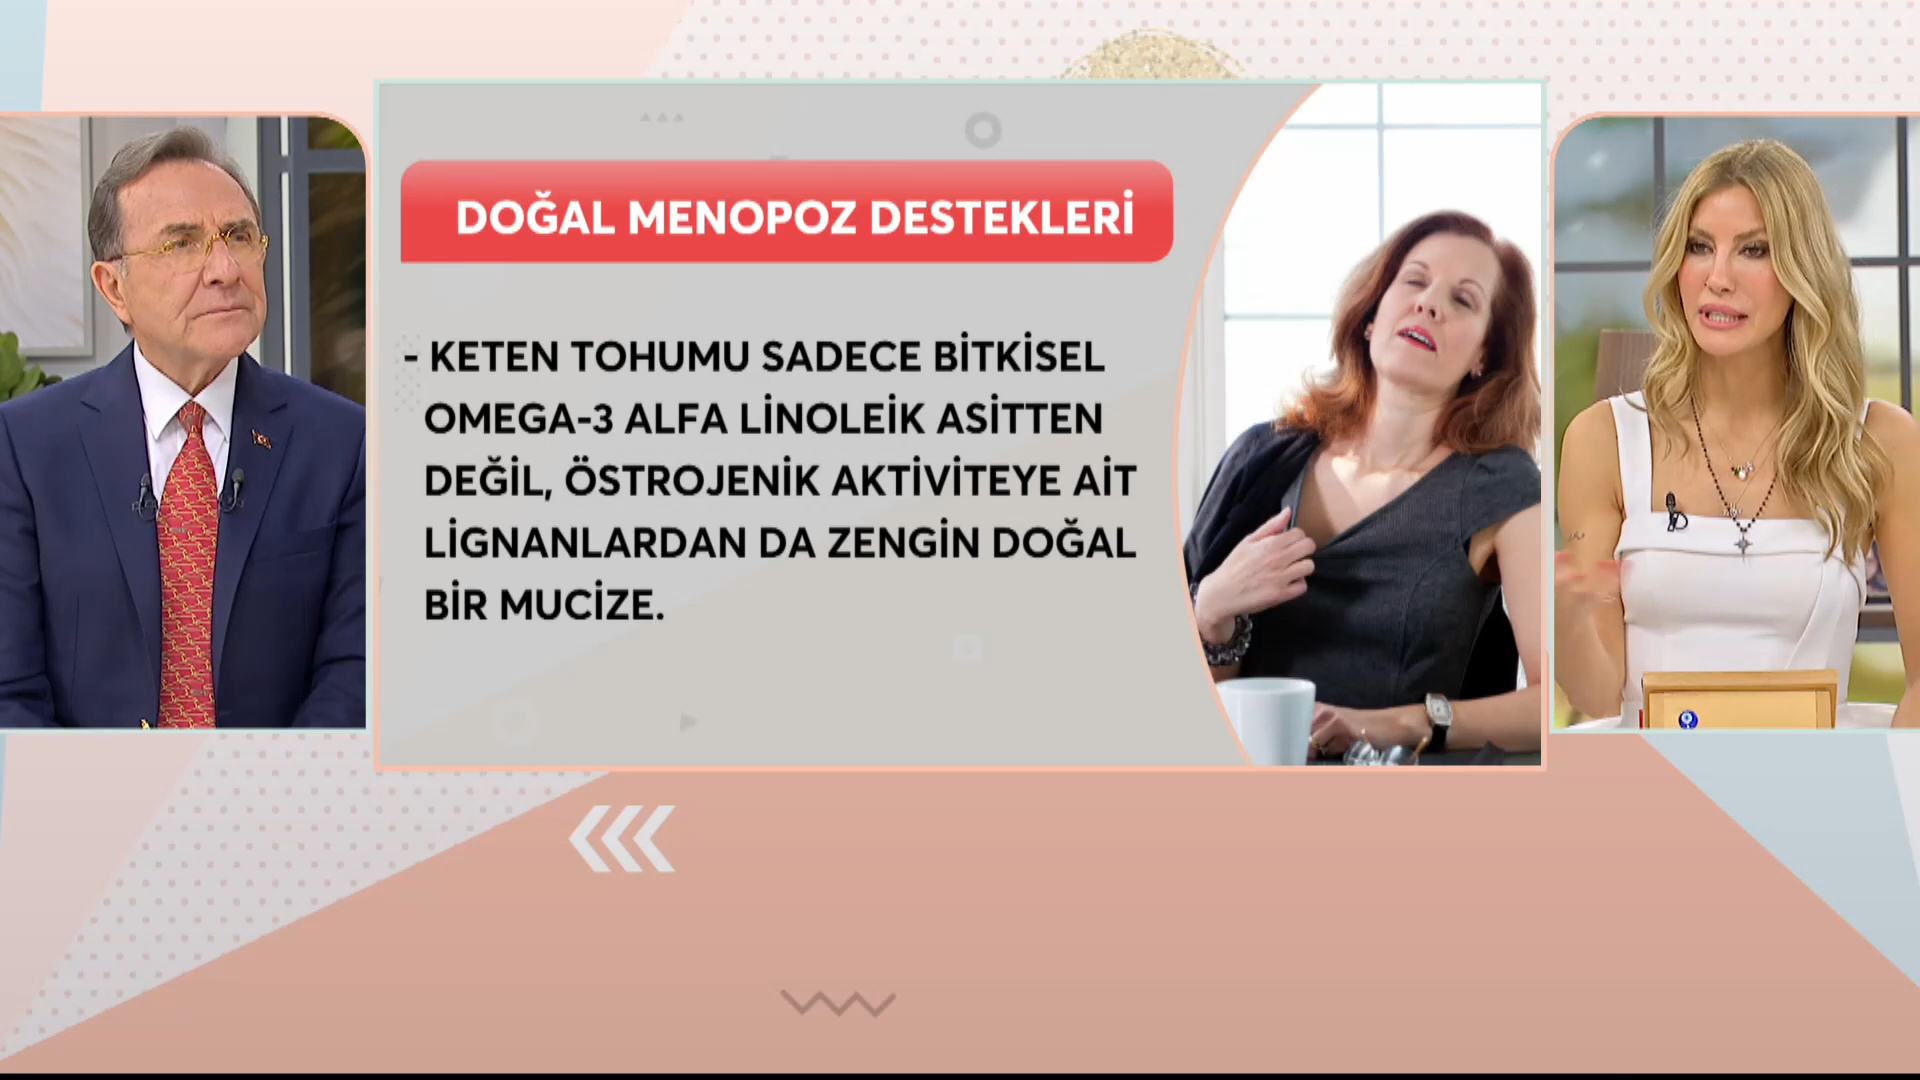 DOĞAL MENOPOZ DESTEKLERİ
- KETEN TOHUMU SADECE BİTKİSEL
OMEGA-3 ALFA LİNOLEİK ASİTTEN
DEĞİL, ÖSTROJENİK AKTİVİTEYE AİT
LİGNANLARDAN DA ZENGİN DOĞAL
BİR MUCİZE.